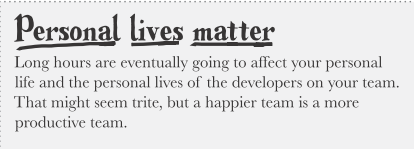 Personal lives matter
Long hours are eventually going to affect your personal
life and the personal lives of the developers on your team.
That might seem trite, but a happier team is a more
productive team.